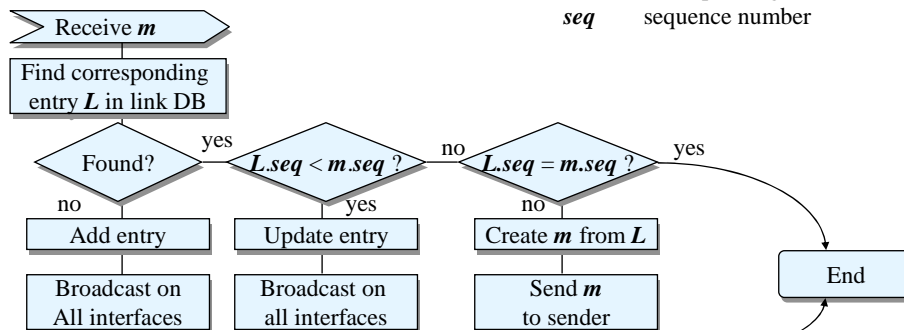 seq sequence number
Receive m
Find corresponding
entry L in link DB
Found?
yes
L.seq < m.seq ?
no
L.seq = m.seq ?
yes
no
yes
no
Add entry
Update entry
Create m from L
End
Broadcast on
All interfaces
Broadcast on
all interfaces
Send m
to sender